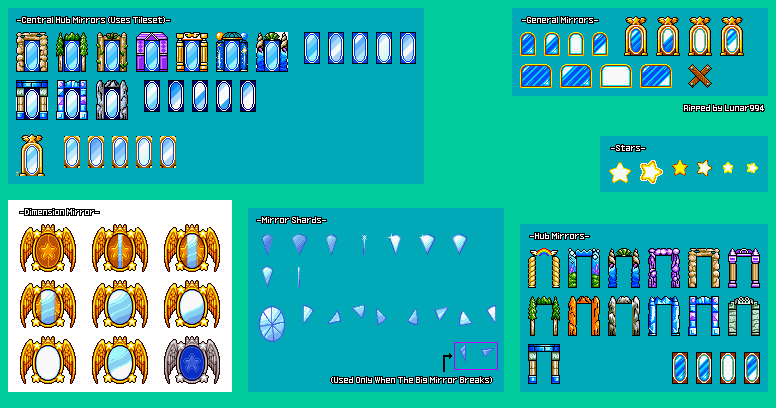 -Central Hub Mirrors (Uses Tileset)-
-General Mirrors-
Ripped by Lunar994
-Stars-
-Dimension Mirror-
-Mirror Shards-
-Hub Mirrors-
(Used Only When The Big Mirror Breaks)